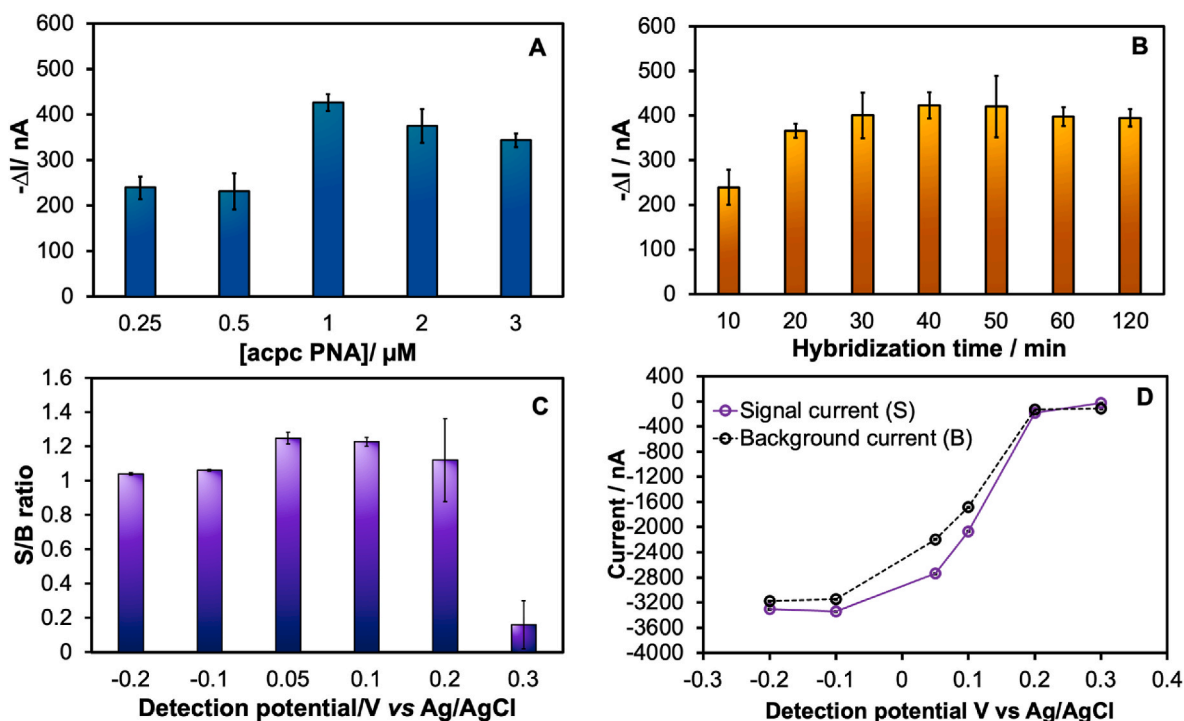 A
-ΔI/ nA
600
500
400
300
200
100
0
0.25 0.5 1 2 3
[acpc PNA]/ μM
B
-ΔI / nA
600
500
400
300
200
100
0
10 20 30 40 50 60 120
Hybridization time / min
C
S/B ratio
1.6
1.4
1.2
1
0.8
0.6
0.4
0.2
0
-0.2 -0.1 0.05 0.1 0.2 0.3
Detection potential/V vs Ag/AgCl
D
Signal current (S)
Background current (B)
Current / nA
400
0
-400
-800
-1200
-1600
-2000
-2400
-2800
-3200
-3600
-4000
-0.3 -0.2 -0.1 0 0.1 0.2 0.3 0.4
Detection potential V vs Ag/AgCl